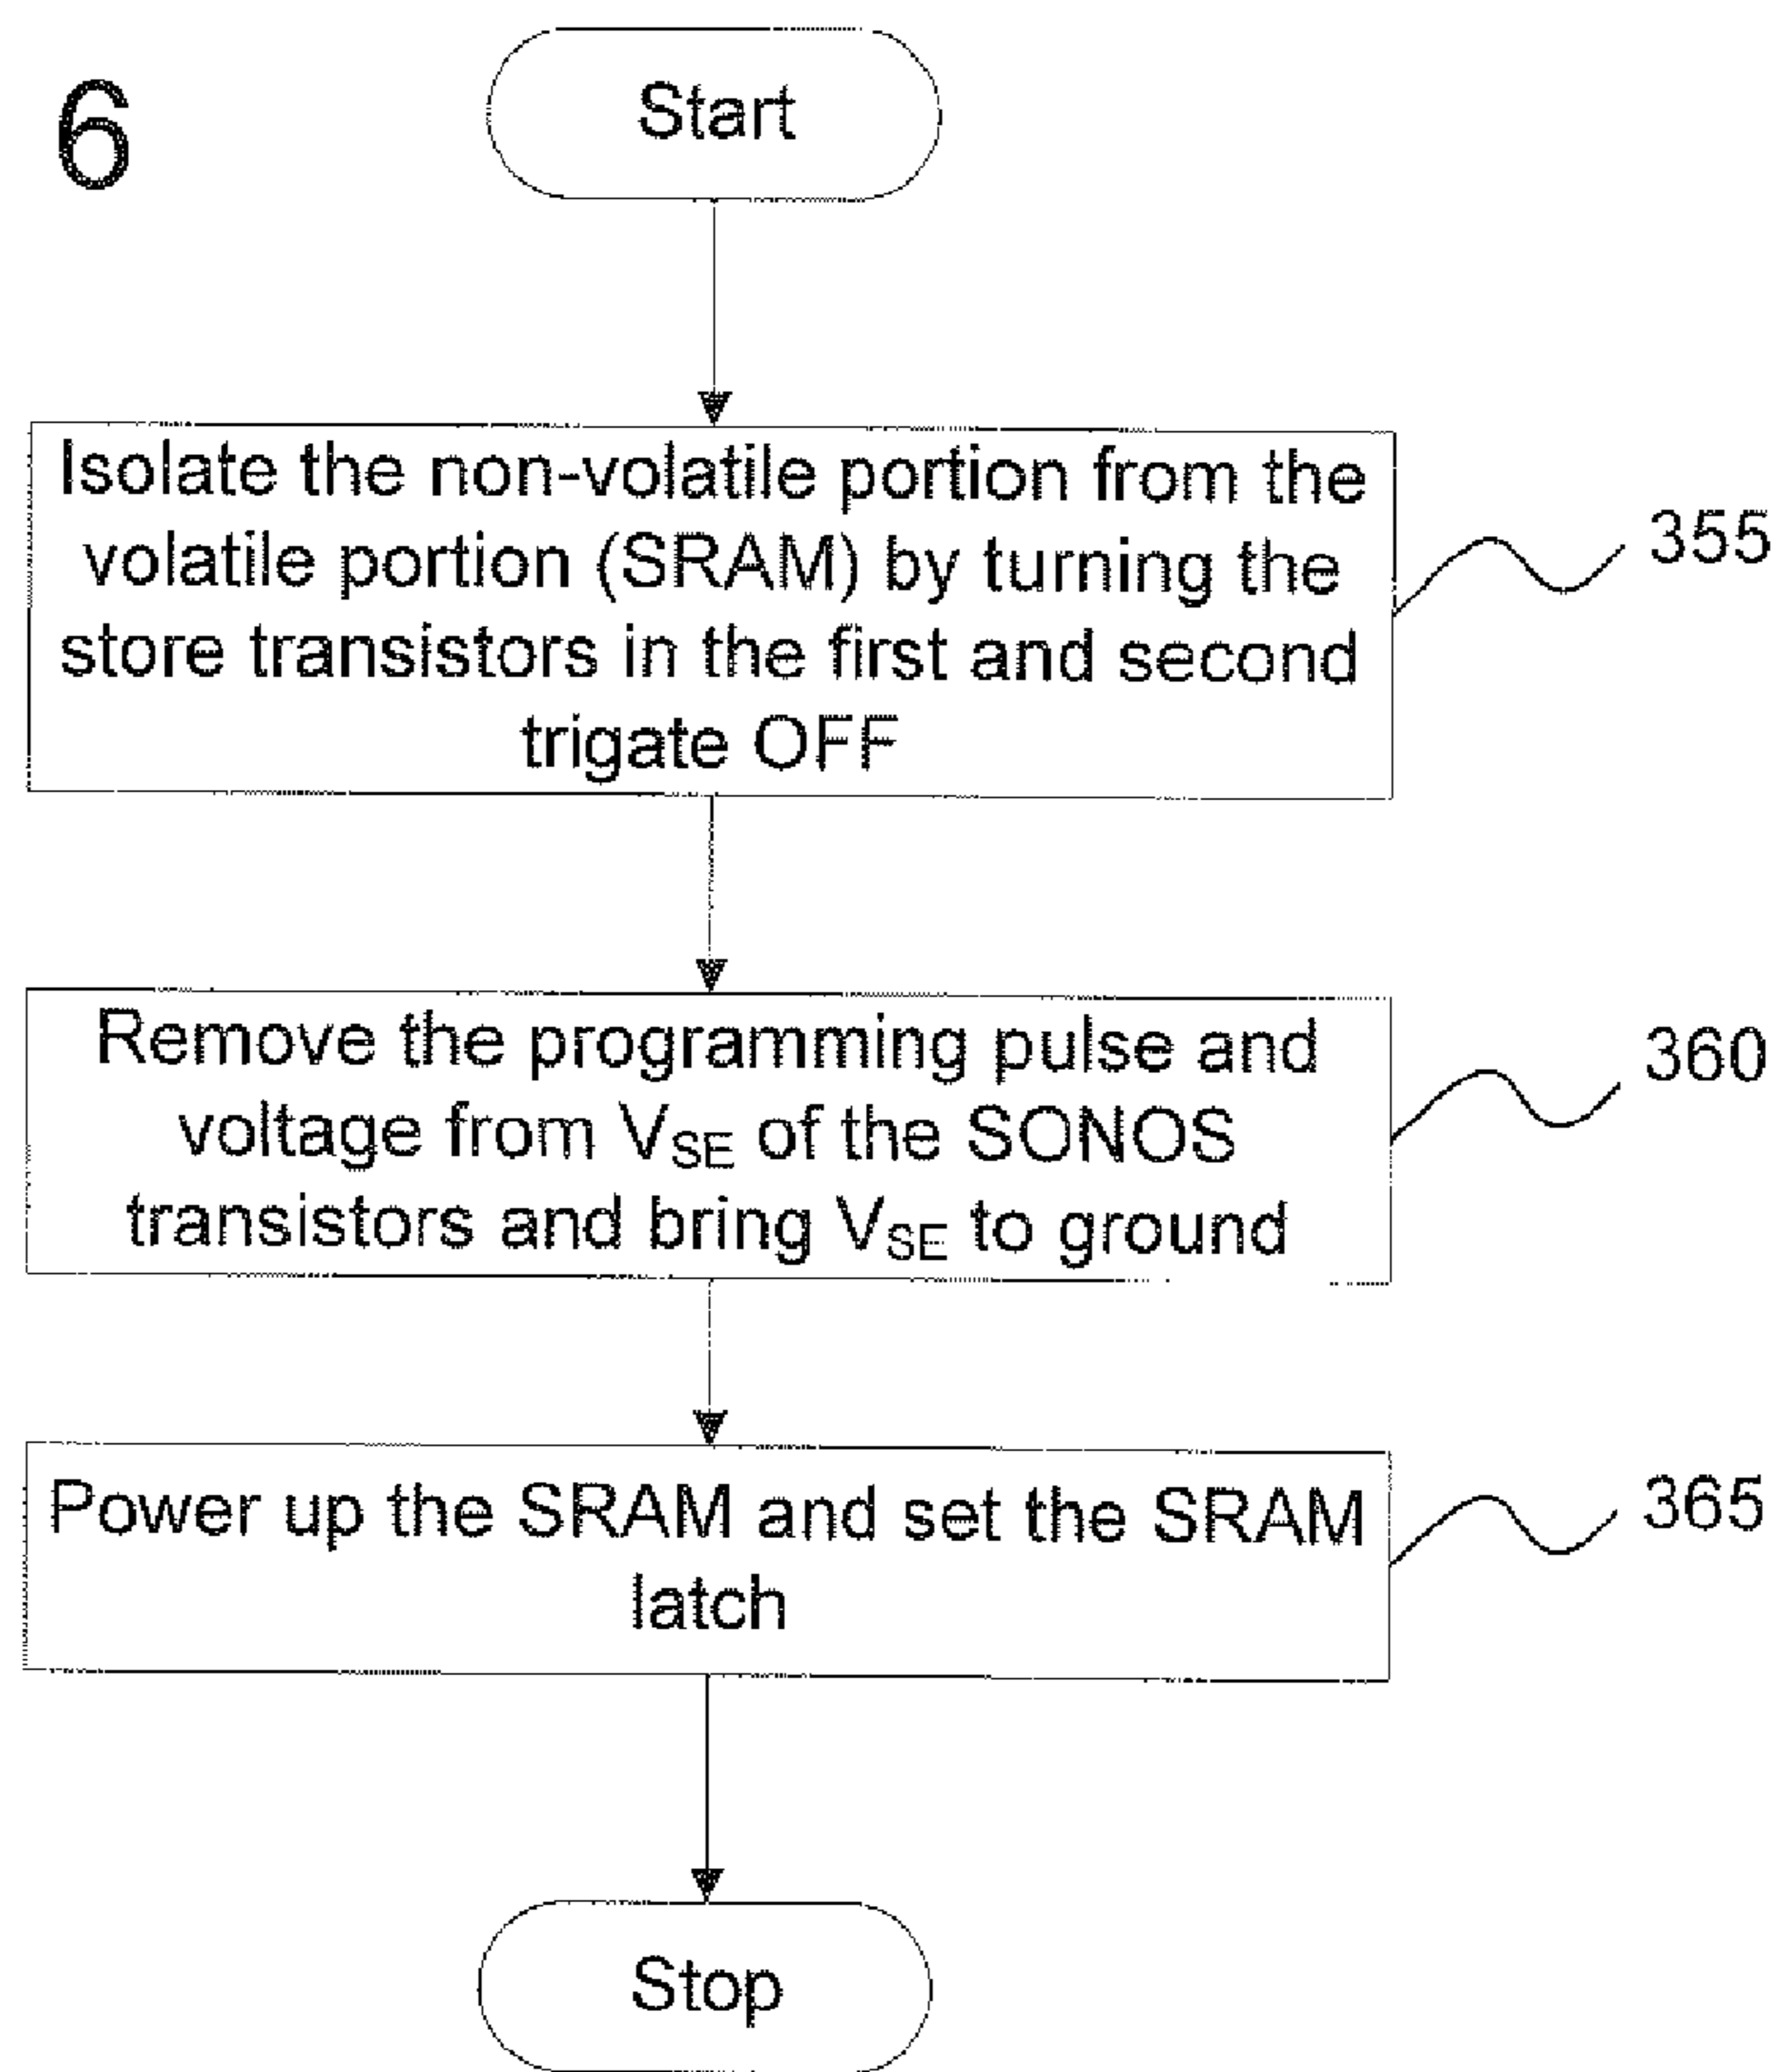 6
Start
Isolate the non-volatile portion from the
volatile portion (SRAM) by turning the
store transistors in the first and second
trigate OFF
355
Remove the programming pulse and
voltage from VSE of the SONOS
transistors and bring VSE to ground
360
Power up the SRAM and set the SRAM
latch
365
Stop